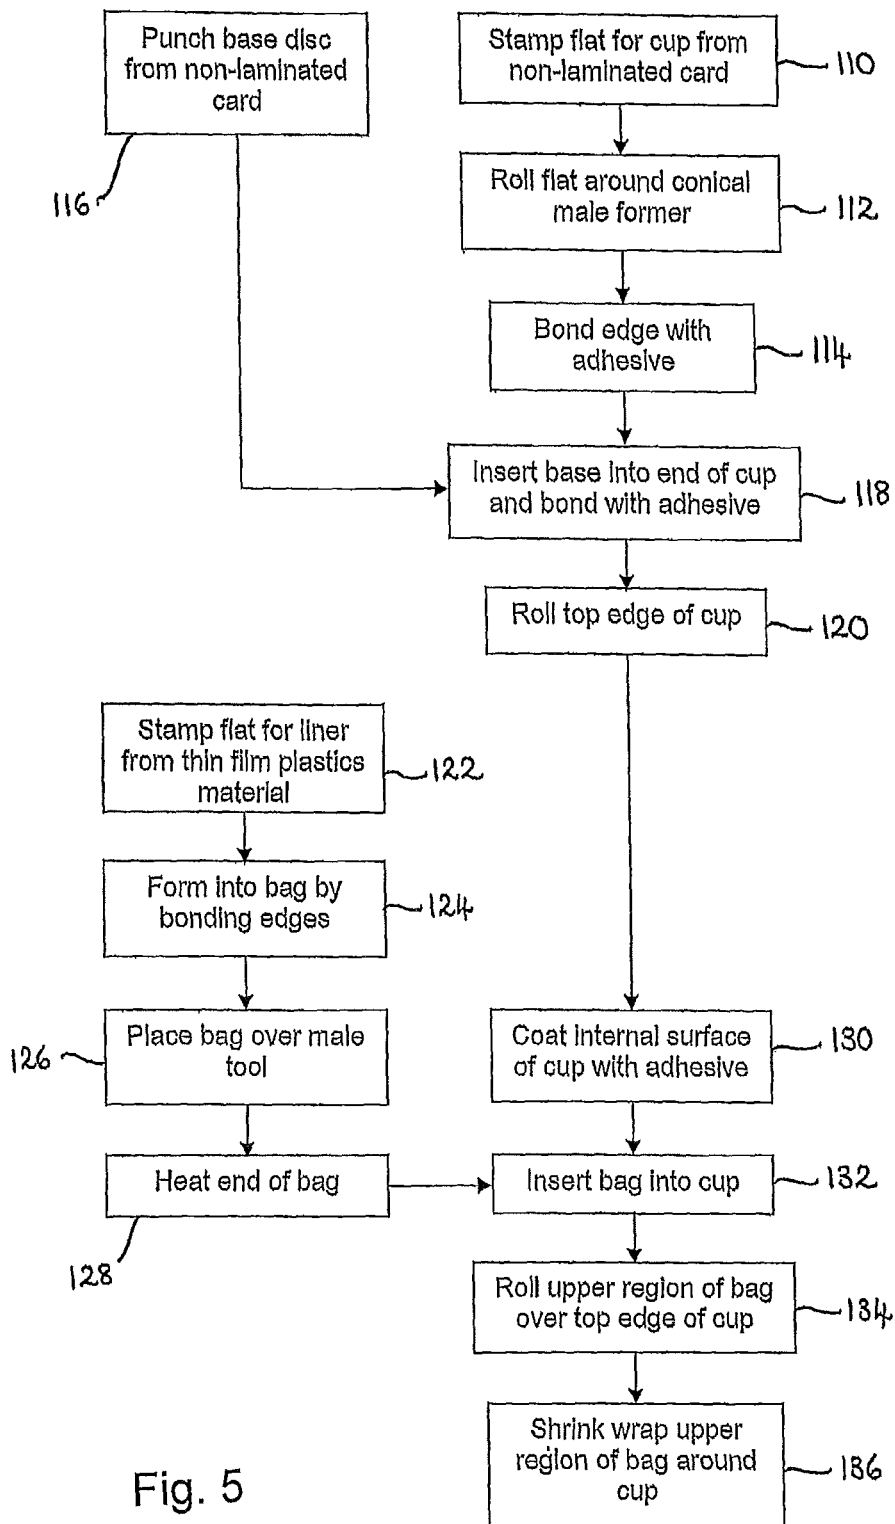 Punch base disc
from non-laminated
card
116
Stamp flat for cup from
non-laminated card
110
Roll flat around conical
male former
112
Bond edge with
adhesive
114
Insert base into end of cup
and bond with adhesive
118
Roll top edge of cup
120
Stamp flat for liner
from thin film plastics
material
122
Form into bag by
bonding edges
124
Place bag over male
tool
126
Heat end of bag
128
Coat internal surface
of cup with adhesive
130
Insert bag into cup
132
Roll upper region of bag
over top edge of cup
134
Shrink wrap upper
region of bag around
cup
136
Fig. 5